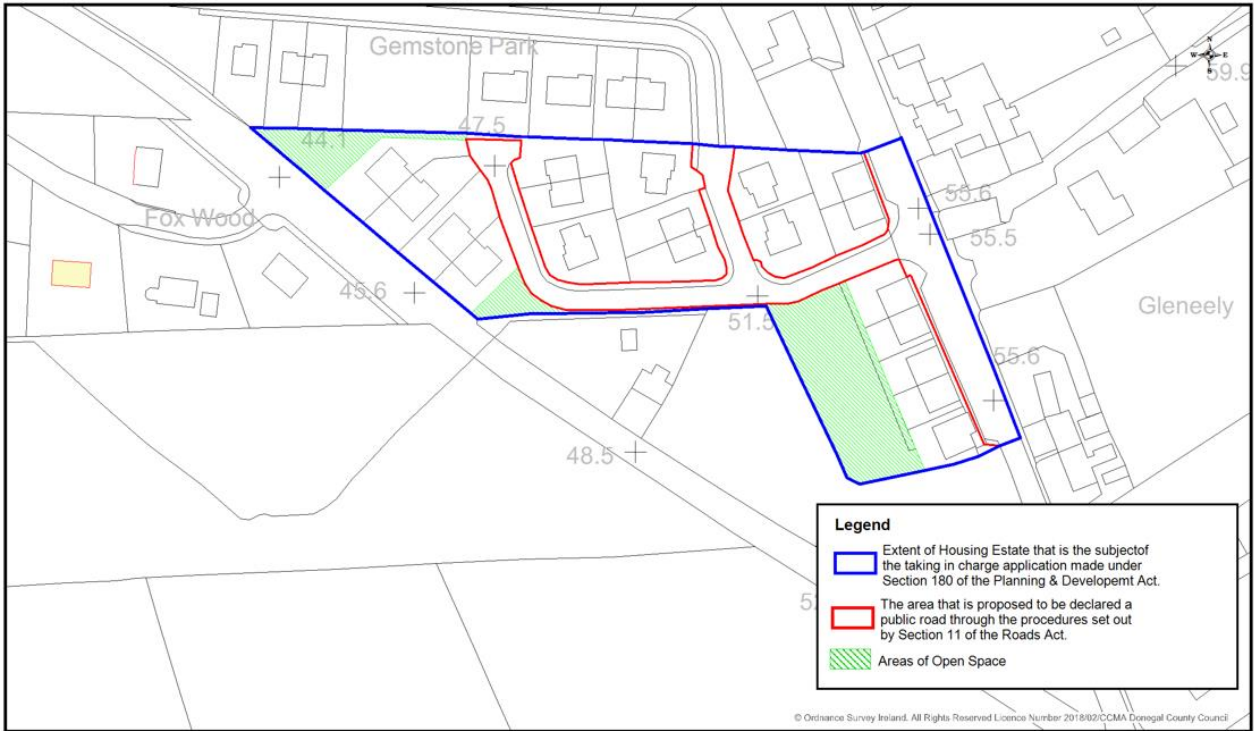 Gemstone Park
N
W E
S
59.9
47.5
44.1
Fox Wood
55.6
55.5
45.6
51.5
Gleneely
55.6
48.5
Legend
Extent of Housing Estate that is the subjectof
the taking in charge application made under
Section 180 of the Planning & Developemt Act.
The area that is proposed to be declared a
public road through the procedures set out
by Section 11 of the Roads Act.
Areas of Open Space
© Ordnance Survey Ireland. All Rights Reserved Licence Number 2018/02/CCMA Donegal County Council